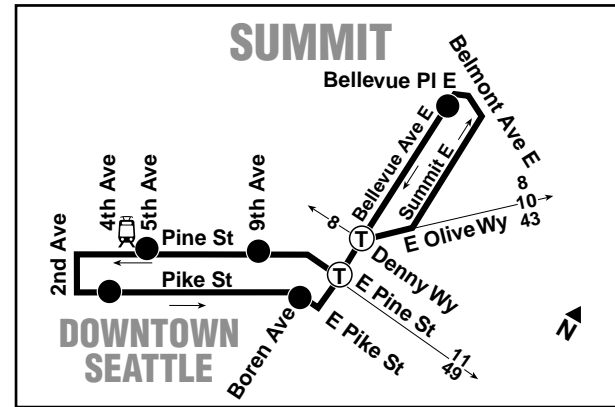 SUMMIT
Bellevue Pl E
Belmont Ave E
Bellevue Ave E
Summit E
8
10
43
8
E Olive Wy
4th Ave
5th Ave
9th Ave
2nd Ave
Pine St
T
Denny Wy
T
E Pine St
Pike St
11
49
E Pike St
Boren Ave
DOWNTOWN
SEATTLE
N